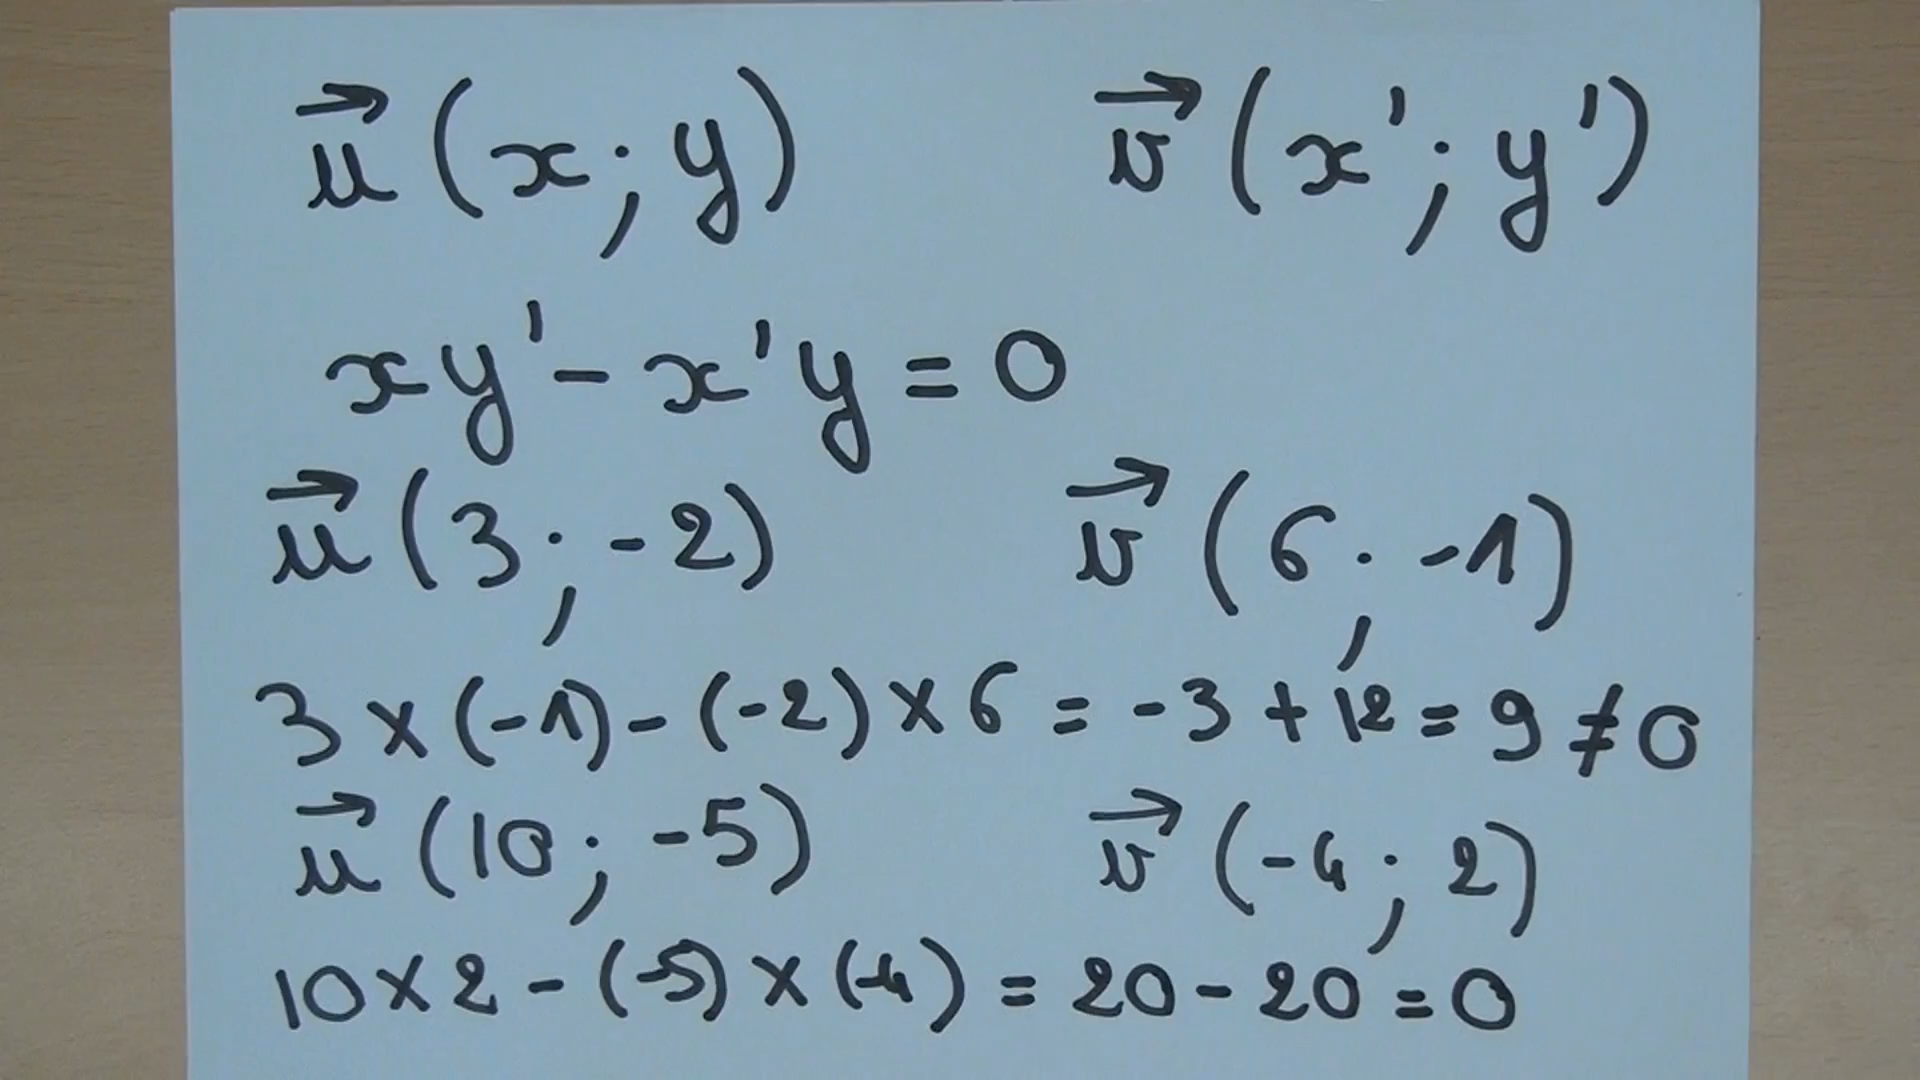 u⃗ (x ; y) v⃗ (x' ; y')
xy' - x'y = 0
u⃗ (3 ; -2) v⃗ (6 ; -1)
3 × (-1) - (-2) × 6 = -3 + 12 = 9 ≠ 0
u⃗ (10 ; -5) v⃗ (-4 ; 2)
10 × 2 - (-5) × (-4) = 20 - 20 = 0